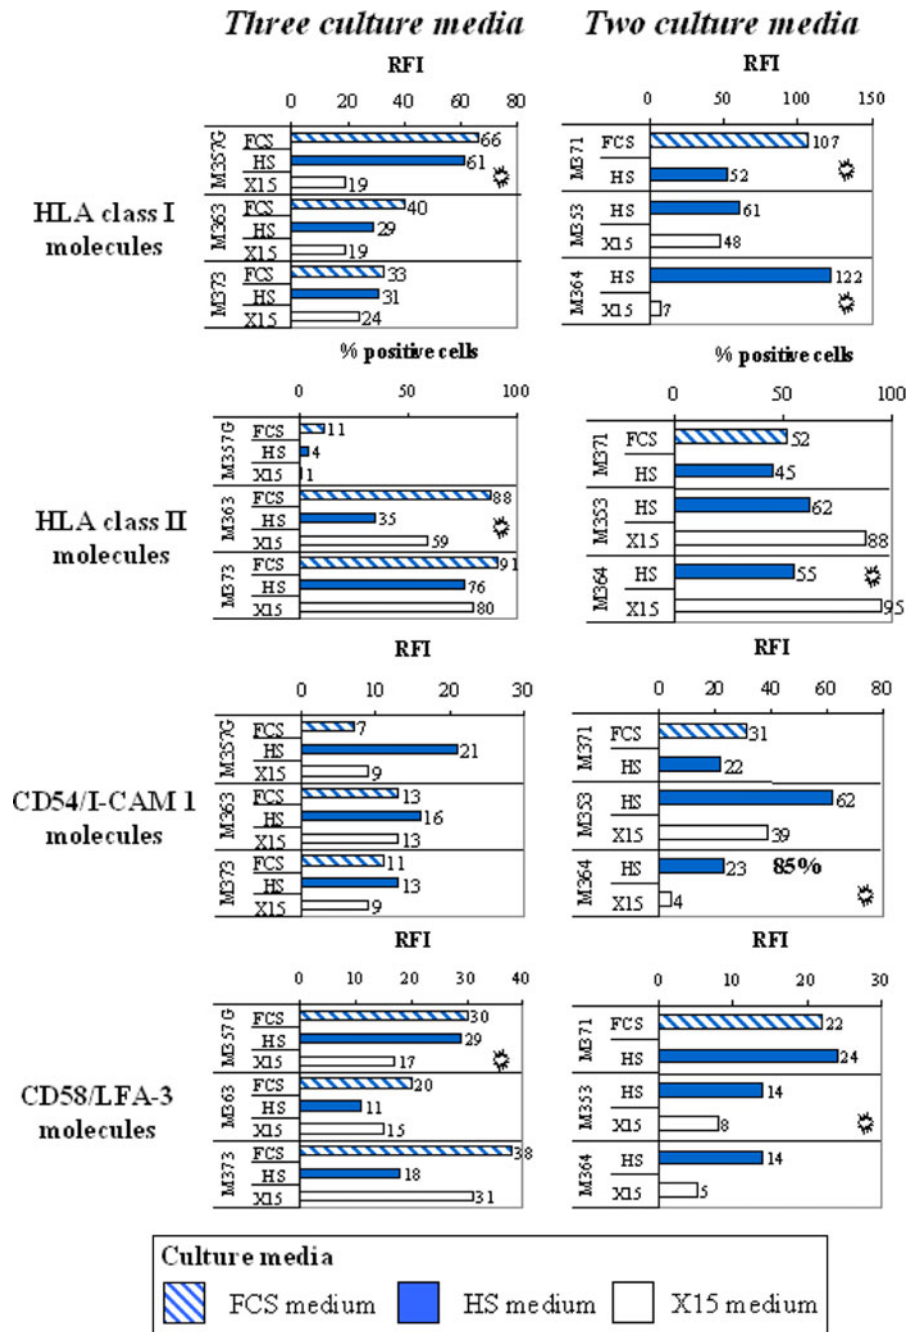 Three culture media
Two culture media
RFI
0 20 40 60 80
HLA class I
molecules
M357G
FCS 66
HS 61
X15 19
M363
FCS 40
HS 29
X15 19
M373
FCS 33
HS 31
X15 24
RFI
0 50 100 150
M371
FCS 107
HS 52
M353
HS 61
X15 48
M364
HS 122
X15 7
% positive cells
0 50 100
HLA class II
molecules
M357G
FCS 11
HS 4
X15 1
M363
FCS 88
HS 35
X15 59
M373
FCS 91
HS 76
X15 80
% positive cells
0 50 100
M371
FCS 52
HS 45
M353
HS 62
X15 88
M364
HS 55
X15 95
RFI
0 10 20 30
CD54/I-CAM 1
molecules
M357G
FCS 7
HS 21
X15 9
M363
FCS 13
HS 16
X15 13
M373
FCS 11
HS 13
X15 9
RFI
0 20 40 60 80
M371
FCS 31
HS 22
M353
HS 62
X15 39
M364
HS 23 85%
X15 4
RFI
0 10 20 30 40
CD58/LFA-3
molecules
M357G
FCS 30
HS 29
X15 17
M363
FCS 20
HS 11
X15 15
M373
FCS 38
HS 18
X15 31
RFI
0 10 20 30
M371
FCS 22
HS 24
M353
HS 14
X15 8
M364
HS 14
X15 5
Culture media
FCS medium HS medium X15 medium